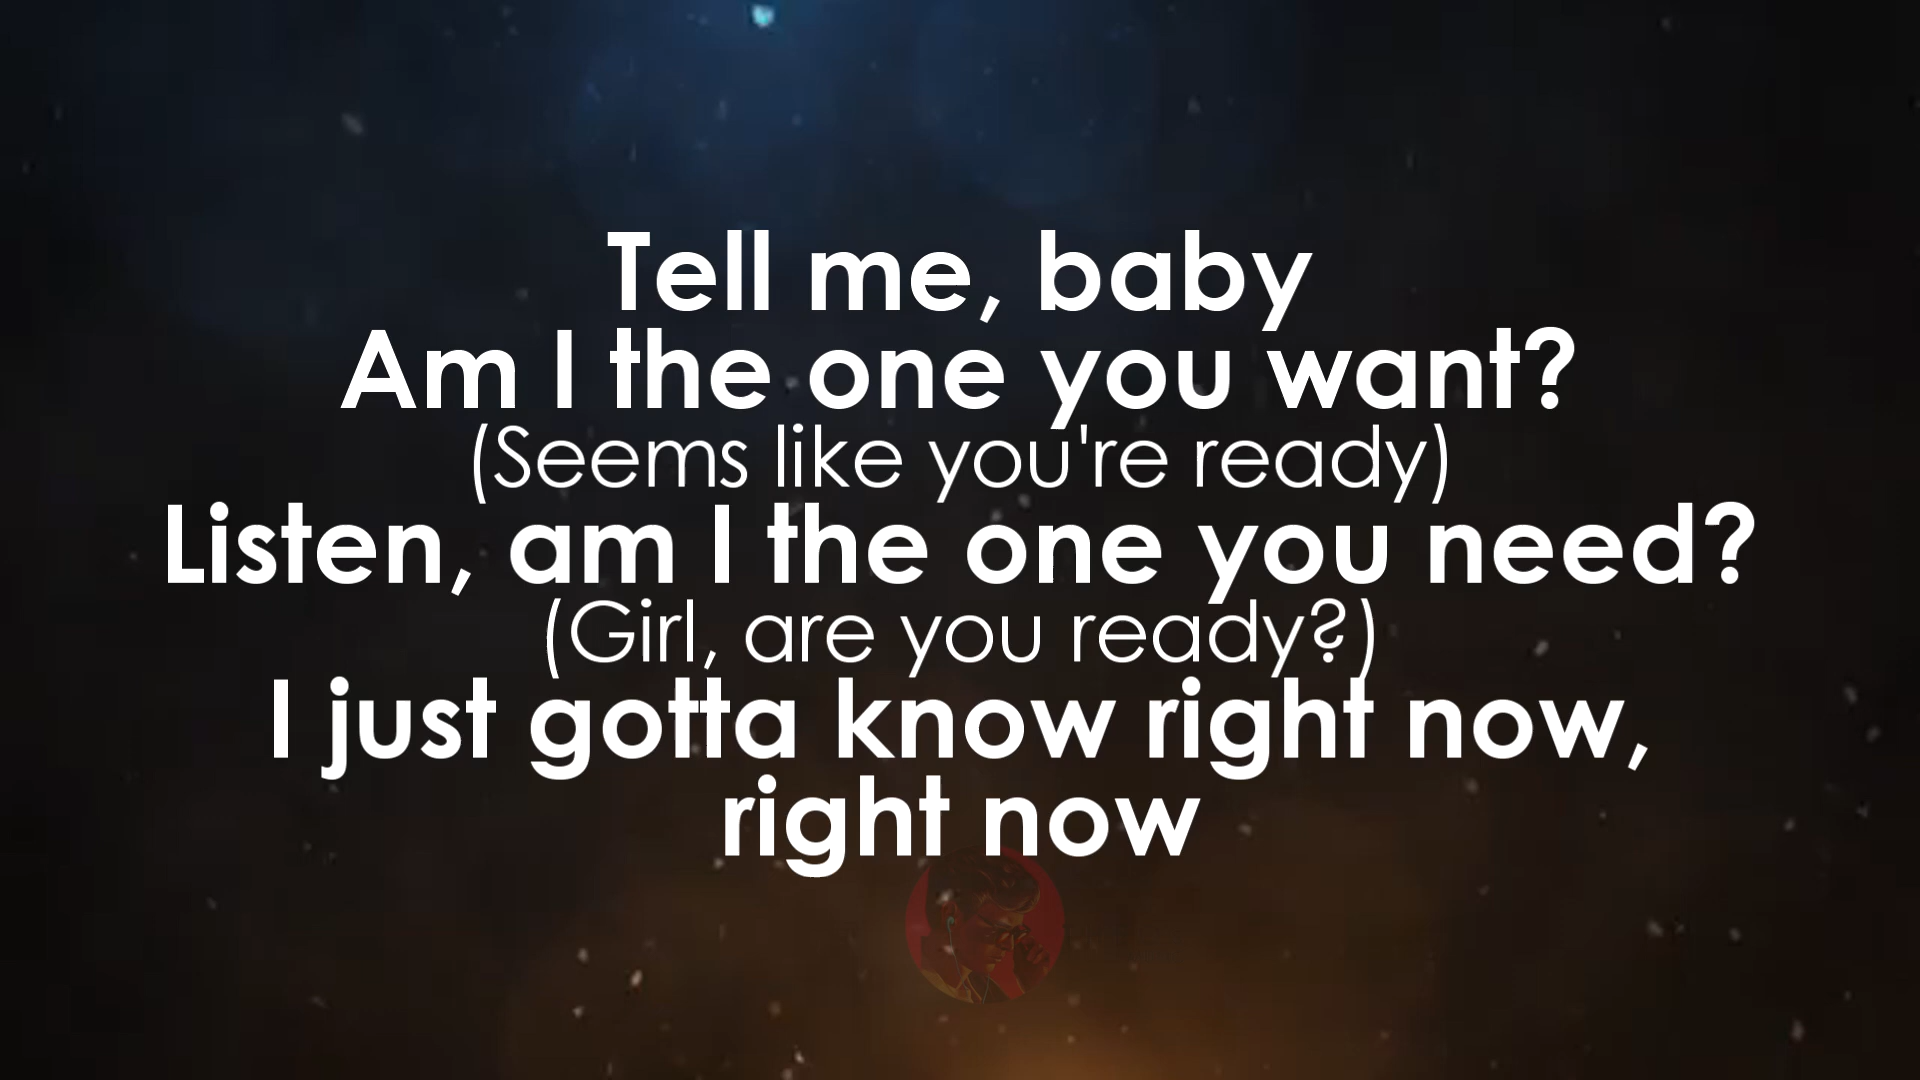 Tell me, baby
Am I the one you want?
(Seems like you're ready)
Listen, am I the one you need?
(Girl, are you ready?)
I just gotta know right now,
right now